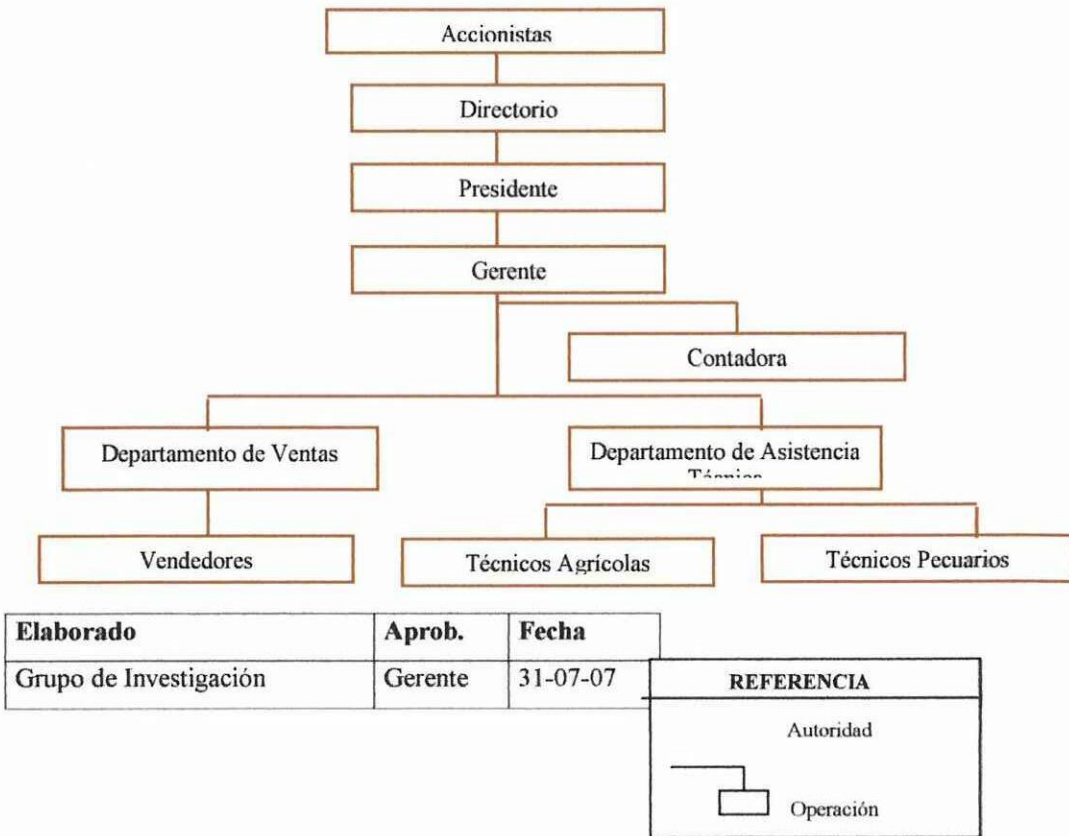 Accionistas
Directorio
Presidente
Gerente
Contadora
Departamento de Ventas
Departamento de Asistencia
Vendedores
Técnicos Agrícolas
Técnicos Pecuarios
Elaborado Aprob. Fecha
Grupo de Investigación Gerente 31-07-07
REFERENCIA
Autoridad
Operación